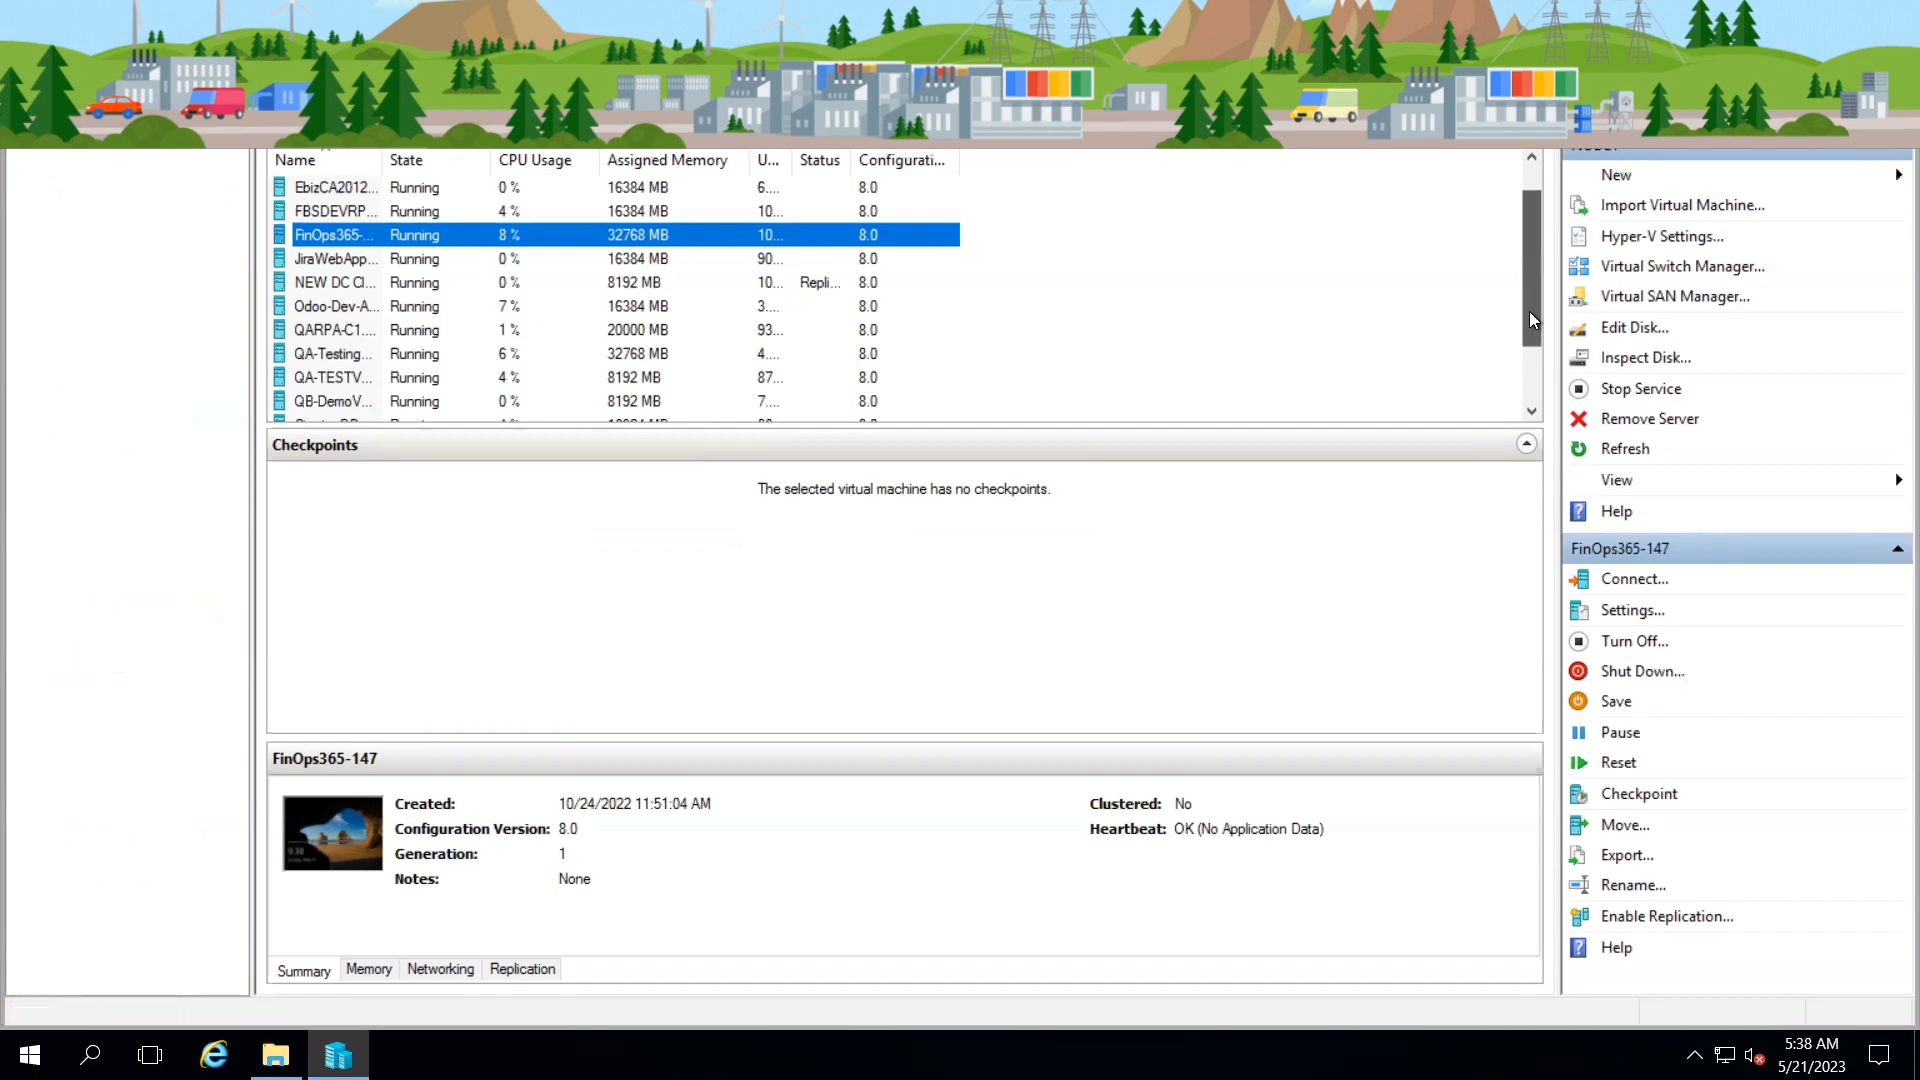 Name State CPU Usage Assigned Memory U... Status Configurati...
EbizCA2012... Running 0 % 16384 MB 6.... 8.0
FBSDEVRP... Running 4 % 16384 MB 10... 8.0
FinOps365-... Running 8 % 32768 MB 10... 8.0
JiraWebApp... Running 0 % 16384 MB 90... 8.0
NEW DC Cl... Running 0 % 8192 MB 10... Repli... 8.0
Odoo-Dev-A... Running 7 % 16384 MB 3.... 8.0
QARPA-C1.... Running 1 % 20000 MB 93... 8.0
QA-Testing... Running 6 % 32768 MB 4.... 8.0
QA-TESTV... Running 4 % 8192 MB 87... 8.0
QB-DemoV... Running 0 % 8192 MB 7.... 8.0
Checkpoints
The selected virtual machine has no checkpoints.
FinOps365-147
Created: 10/24/2022 11:51:04 AM Clustered: No
Configuration Version: 8.0 Heartbeat: OK (No Application Data)
Generation: 1
Notes: None
9:38
Summary Memory Networking Replication
New
Import Virtual Machine...
Hyper-V Settings...
Virtual Switch Manager...
Virtual SAN Manager...
Edit Disk...
Inspect Disk...
Stop Service
Remove Server
Refresh
View
Help
FinOps365-147
Connect...
Settings...
Turn Off...
Shut Down...
Save
Pause
Reset
Checkpoint
Move...
Export...
Rename...
Enable Replication...
Help
5:38 AM
5/21/2023